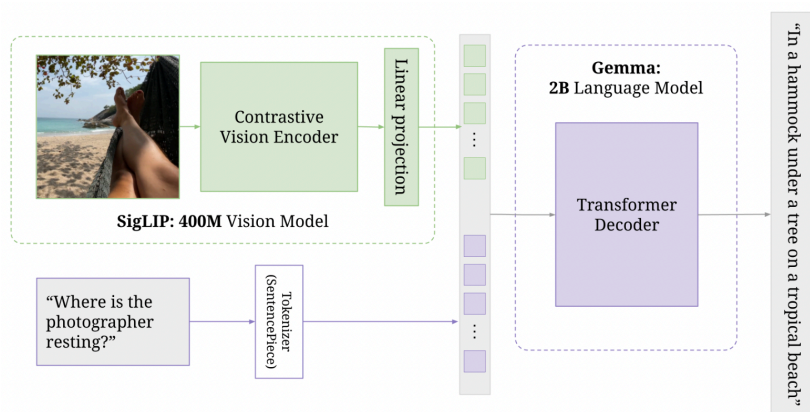 Contrastive
Vision Encoder
Linear projection
SigLIP: 400M Vision Model
“Where is the
photographer
resting?”
Tokenizer
(SentencePiece)
...
...
Gemma:
2B Language Model
Transformer
Decoder
“In a hammock under a tree on a tropical beach”